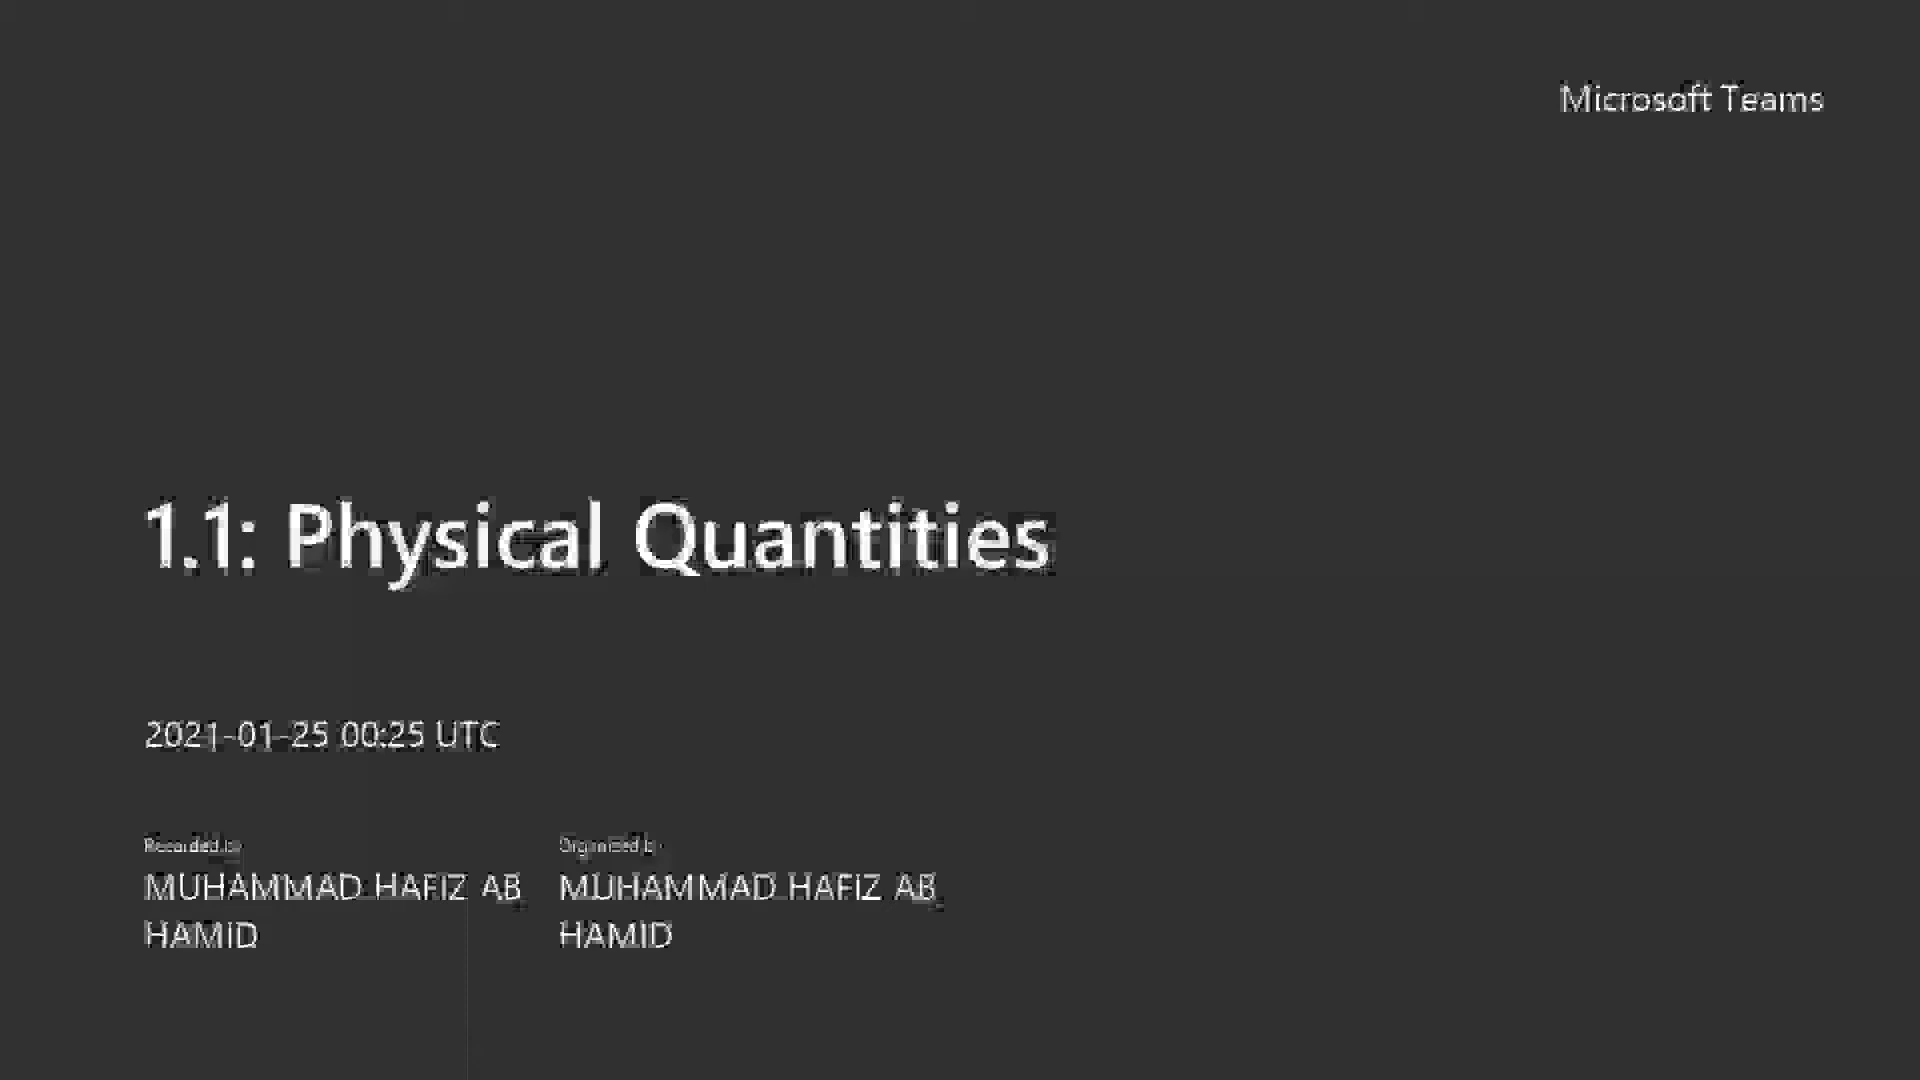 Microsoft Teams
1.1: Physical Quantities
2021-01-25 00:25 UTC
Recorded by
Organized by
MUHAMMAD HAFIZ AB
MUHAMMAD HAFIZ AB
HAMID
HAMID